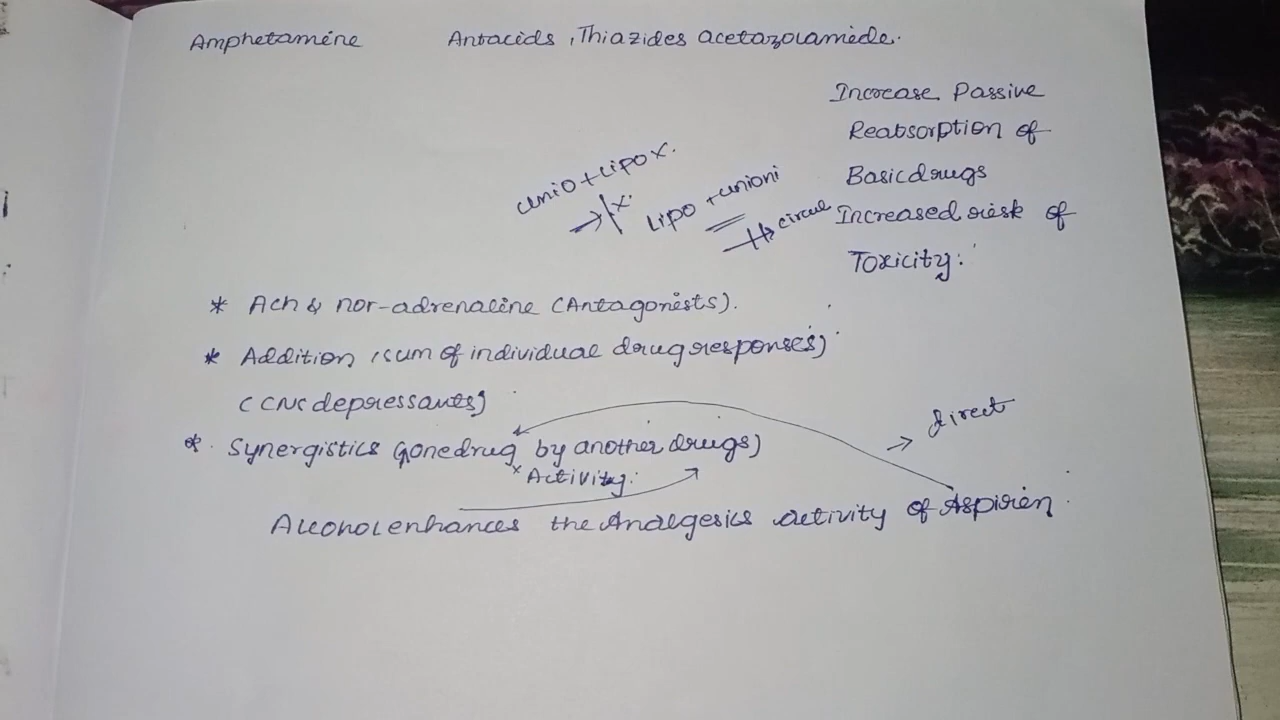 Amphetamine Antacids, Thiazides acetazolamide.
Increase Passive
Reabsorption of
Basic drugs
Increased risk of
Toxicity:
unio + Lipo x.
→ x.
Lipo + unioni
circul
* Ach & nor-adrenaline (Antagonists).
* Addition, (sum of individual drug responses)
(CNS depressants)
* Synergistics (one drug by another drugs)
x Activity:
→ direct
Alcohol enhances the Analgesics activity of Aspirin.